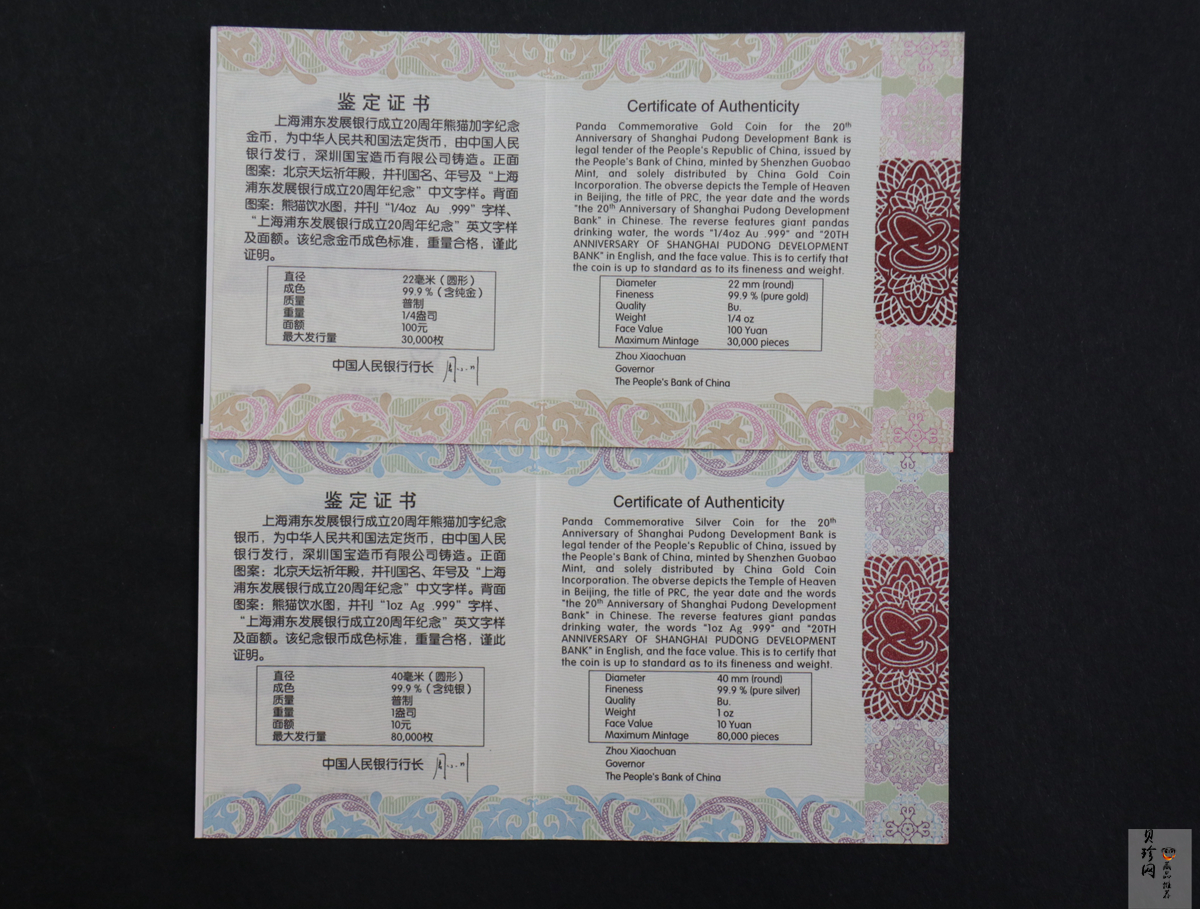 鉴定证书
上海浦东发展银行成立20周年熊猫加字纪念
金币，为中华人民共和国法定货币，由中国人民
银行发行，深圳国宝造币有限公司铸造。正面
图案：北京天坛祈年殿，并刊国名、年号及“上海
浦东发展银行成立20周年纪念”中文字样。背面
图案：熊猫饮水图，并刊“1/4oz Au .999”字样、
“上海浦东发展银行成立20周年纪念”英文字样
及面额。该纪念金币成色标准，重量合格，谨此
证明。
直径 22毫米（圆形）
成色 99.9％（含纯金）
质量 普制
重量 1/4盎司
面额 100元
最大发行量 30,000枚
中国人民银行行长
Certificate of Authenticity
Panda Commemorative Gold Coin for the 20th
Anniversary of Shanghai Pudong Development Bank is
legal tender of the People's Republic of China, issued by
the People's Bank of China, minted by Shenzhen Guobao
Mint, and solely distributed by China Gold Coin
Incorporation. The obverse depicts the Temple of Heaven
in Beijing, the title of PRC, the year date and the words
"the 20th Anniversary of Shanghai Pudong Development
Bank" in Chinese. The reverse features giant pandas
drinking water, the words "1/4oz Au .999" and "20TH
ANNIVERSARY OF SHANGHAI PUDONG DEVELOPMENT
BANK" in English, and the face value. This is to certify that
the coin is up to standard as to its fineness and weight.
Diameter 22 mm (round)
Fineness 99.9 % (pure gold)
Quality Bu.
Weight 1/4 oz
Face Value 100 Yuan
Maximum Mintage 30,000 pieces
Zhou Xiaochuan
Governor
The People's Bank of China
鉴定证书
上海浦东发展银行成立20周年熊猫加字纪念
银币，为中华人民共和国法定货币，由中国人民
银行发行，深圳国宝造币有限公司铸造。正面
图案：北京天坛祈年殿，并刊国名、年号及“上海
浦东发展银行成立20周年纪念”中文字样。背面
图案：熊猫饮水图，并刊“1oz Ag .999”字样、
“上海浦东发展银行成立20周年纪念”英文字样
及面额。该纪念银币成色标准，重量合格，谨此
证明。
直径 40毫米（圆形）
成色 99.9％（含纯银）
质量 普制
重量 1盎司
面额 10元
最大发行量 80,000枚
中国人民银行行长
Certificate of Authenticity
Panda Commemorative Silver Coin for the 20th
Anniversary of Shanghai Pudong Development Bank is
legal tender of the People's Republic of China, issued by
the People's Bank of China, minted by Shenzhen Guobao
Mint, and solely distributed by China Gold Coin
Incorporation. The obverse depicts the Temple of Heaven
in Beijing, the title of PRC, the year date and the words
"the 20th Anniversary of Shanghai Pudong Development
Bank" in Chinese. The reverse features giant pandas
drinking water, the words "1oz Ag .999" and "20TH
ANNIVERSARY OF SHANGHAI PUDONG DEVELOPMENT
BANK" in English, and the face value. This is to certify that
the coin is up to standard as to its fineness and weight.
Diameter 40 mm (round)
Fineness 99.9 % (pure silver)
Quality Bu.
Weight 1 oz
Face Value 10 Yuan
Maximum Mintage 80,000 pieces
Zhou Xiaochuan
Governor
The People's Bank of China
贝珍网